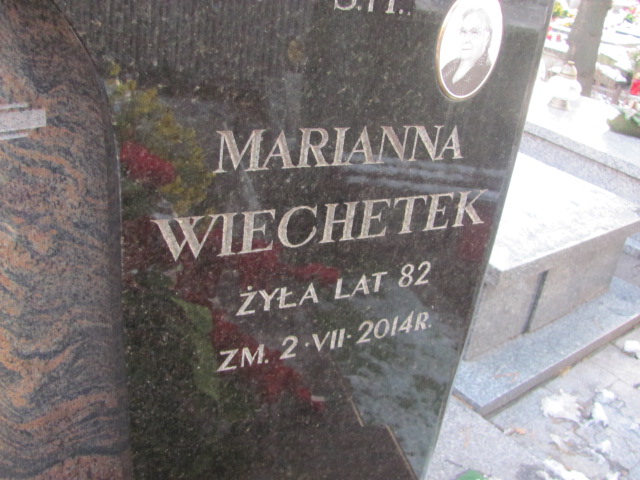 Ś.P.
MARIANNA
WIECHETEK
ŻYŁA LAT 82
ZM. 2·VII·2014R.